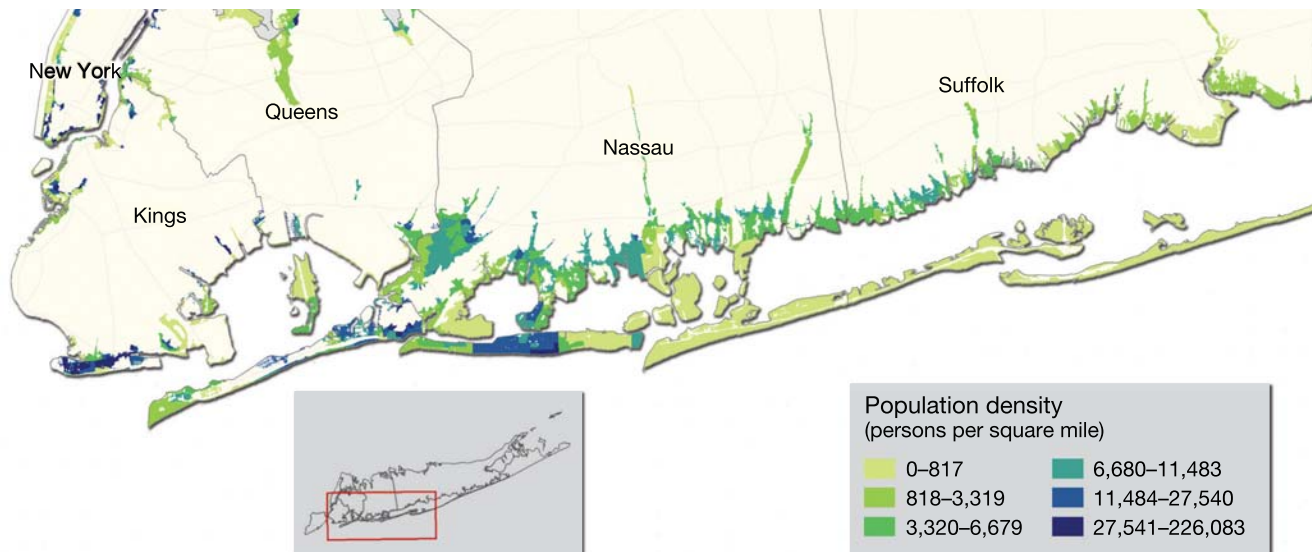 New York
Queens
Suffolk
Nassau
Kings
Population density
(persons per square mile)
0–817
818–3,319
3,320–6,679
6,680–11,483
11,484–27,540
27,541–226,083